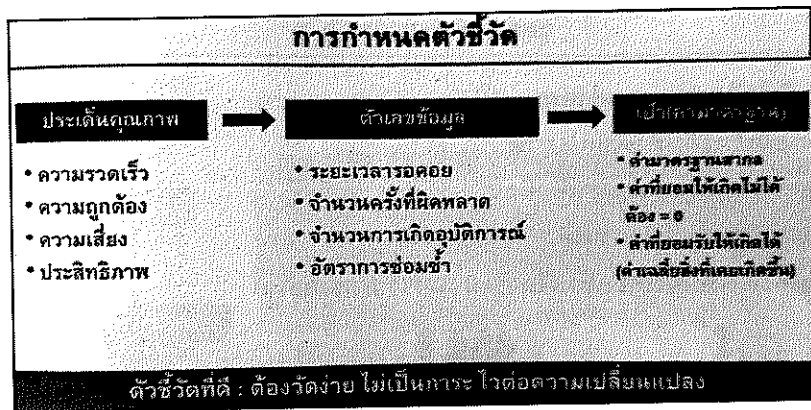 การกำหนดตัวชี้วัด
ประเด็นคุณภาพ
• ความรวดเร็ว
• ความถูกต้อง
• ความเสี่ยง
• ประสิทธิภาพ
ตัวเลขข้อมูล
• ระยะเวลารอคอย
• จำนวนครั้งที่ผิดพลาด
• จำนวนการเกิดอุบัติการณ์
• อัตราการซ่อมซ้ำ
เป้า(ค่ามาตรฐาน)
• ค่ามาตรฐานสากล
• ค่าที่ยอมให้เกิดไม่ได้
ต้อง = 0
• ค่าที่ยอมรับให้เกิดได้
(ค่าเฉลี่ยสิ่งที่เคยเกิดขึ้น)
ตัวชี้วัดที่ดี : ต้องวัดง่าย ไม่เป็นภาระ ไวต่อความเปลี่ยนแปลง